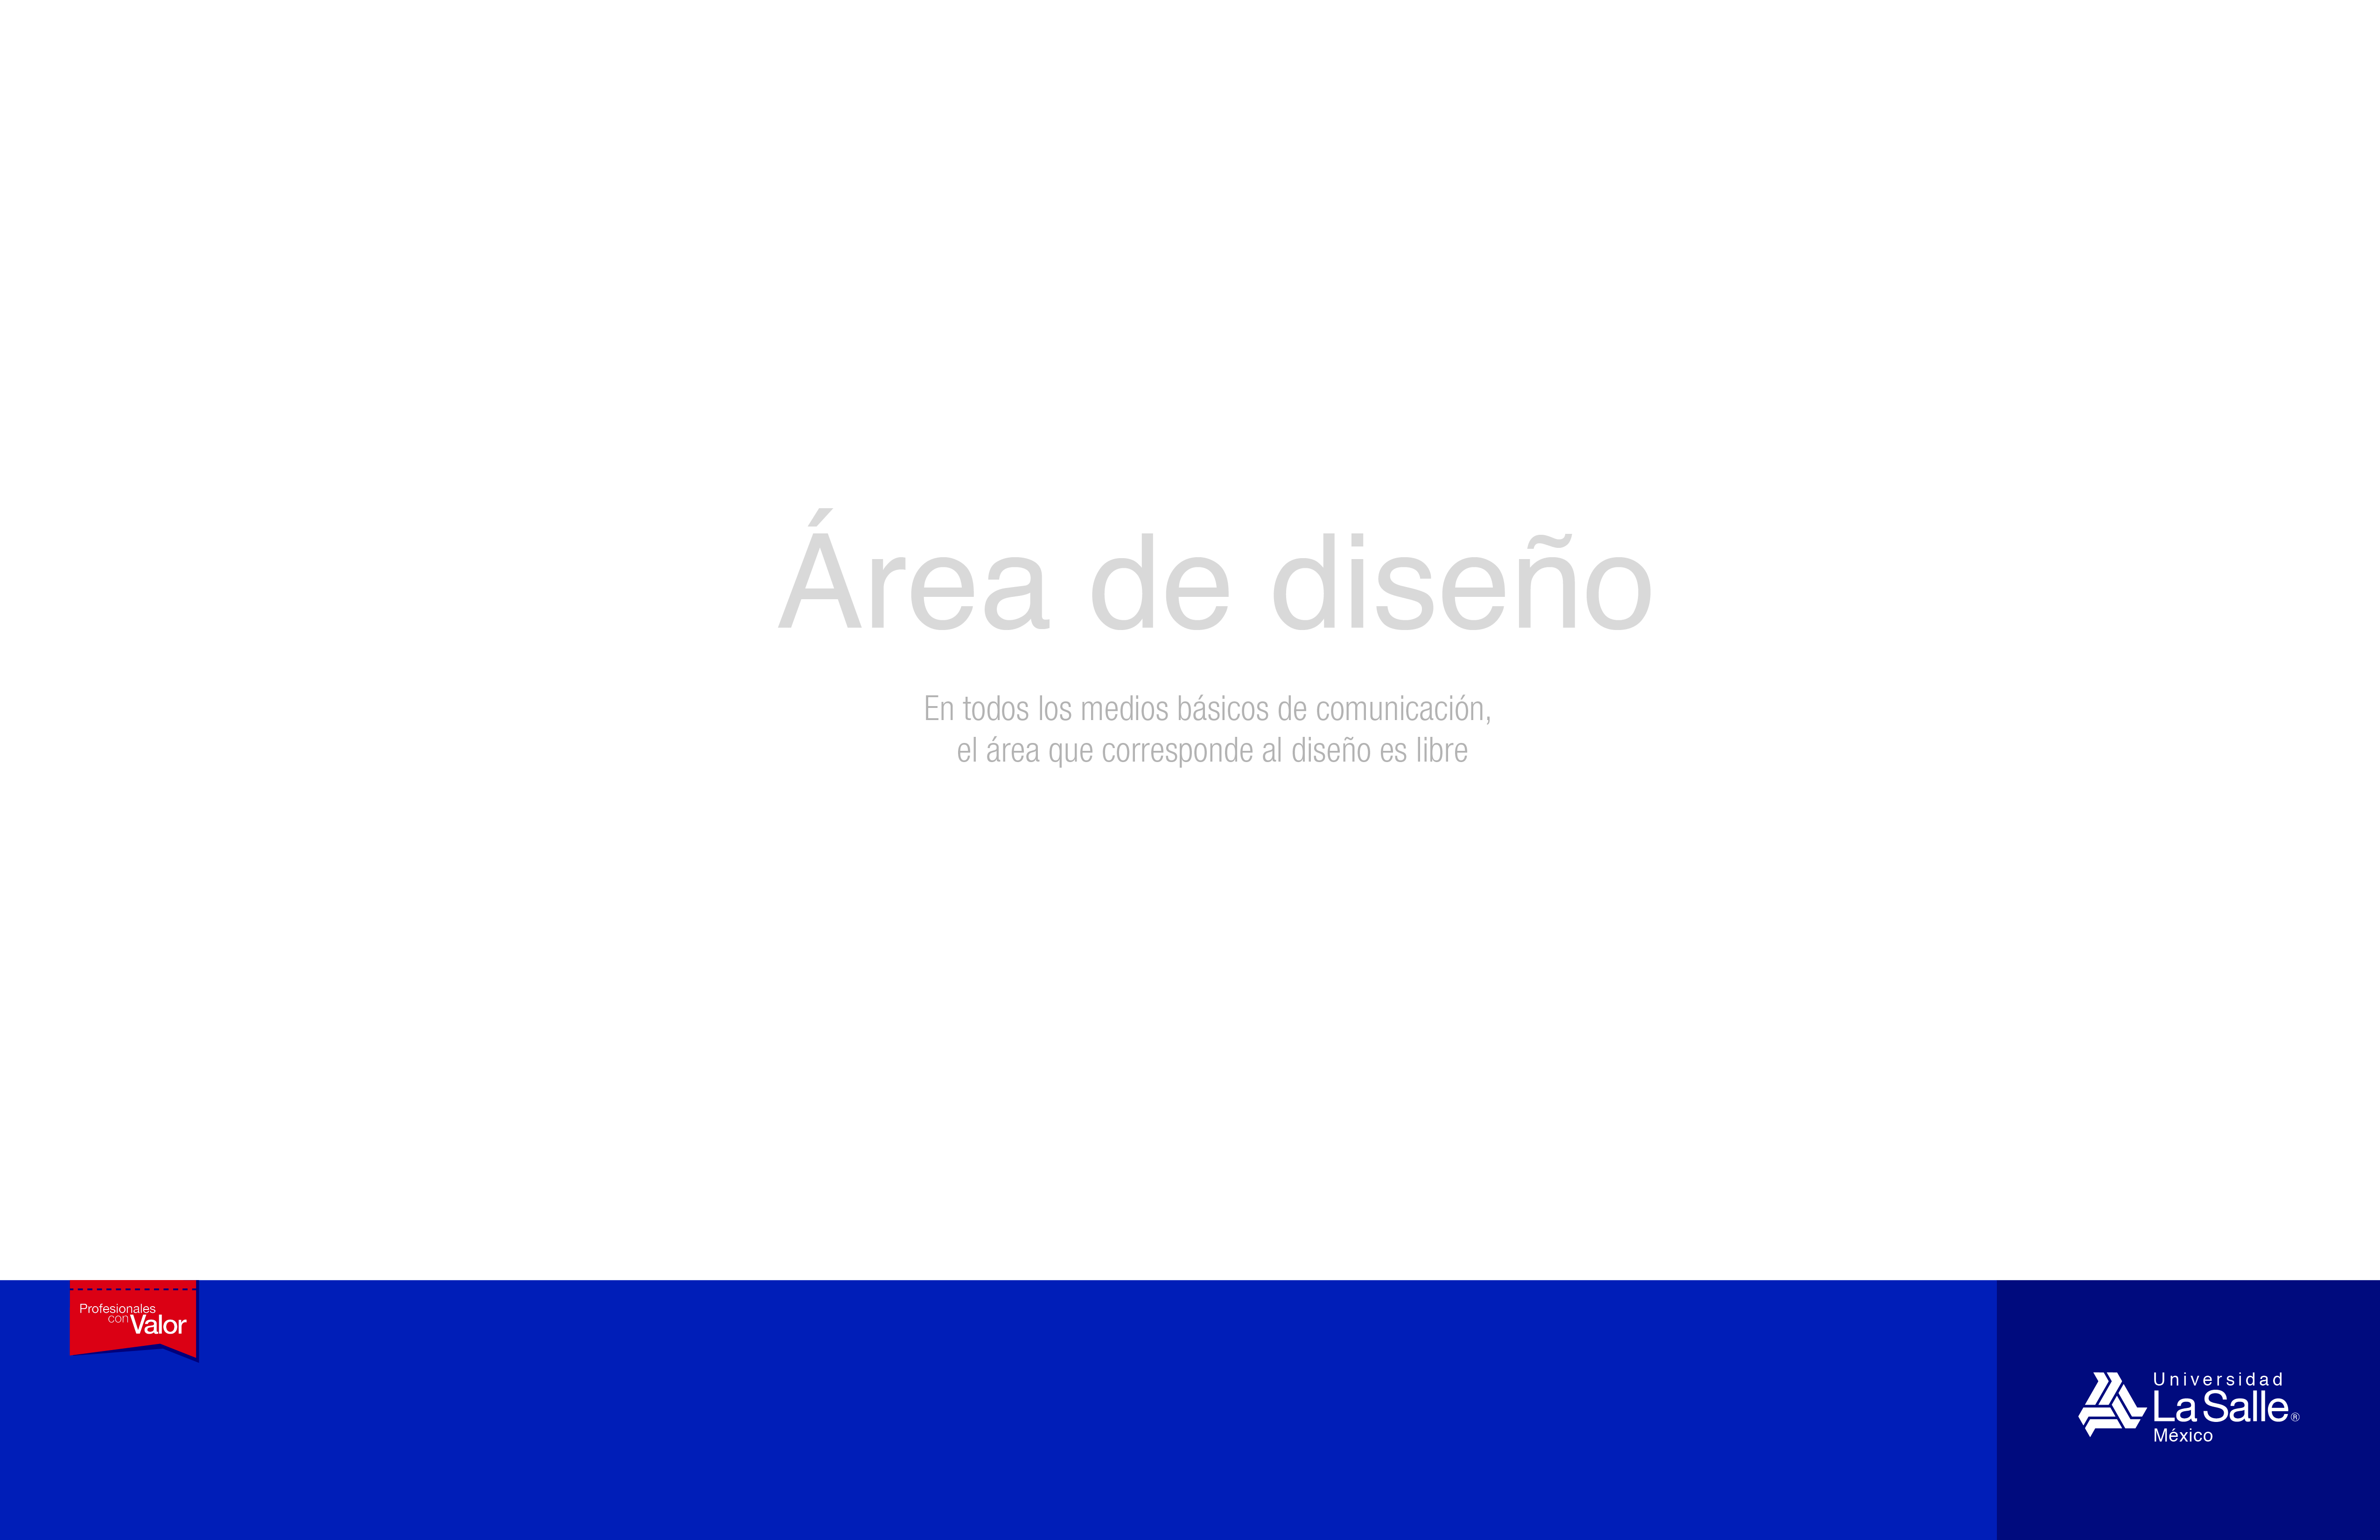 Área de diseño
En todos los medios básicos de comunicación,
el área que corresponde al diseño es libre
Profesionales
con Valor
Universidad
La Salle ®
México